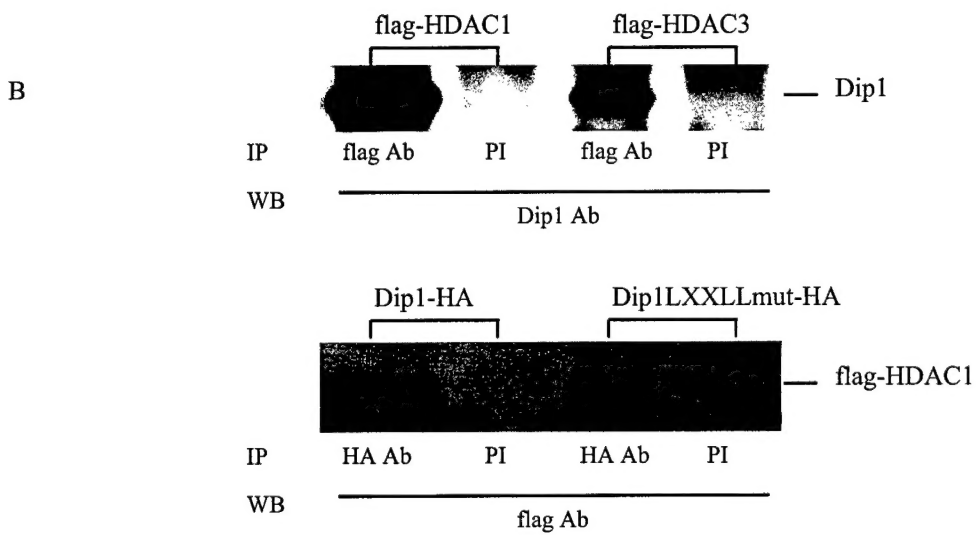 flag-HDAC1 flag-HDAC3
B
Dip1
IP flag Ab PI flag Ab PI
WB
Dip1 Ab
Dip1-HA Dip1LXXLLmut-HA
flag-HDAC1
IP HA Ab PI HA Ab PI
WB
flag Ab